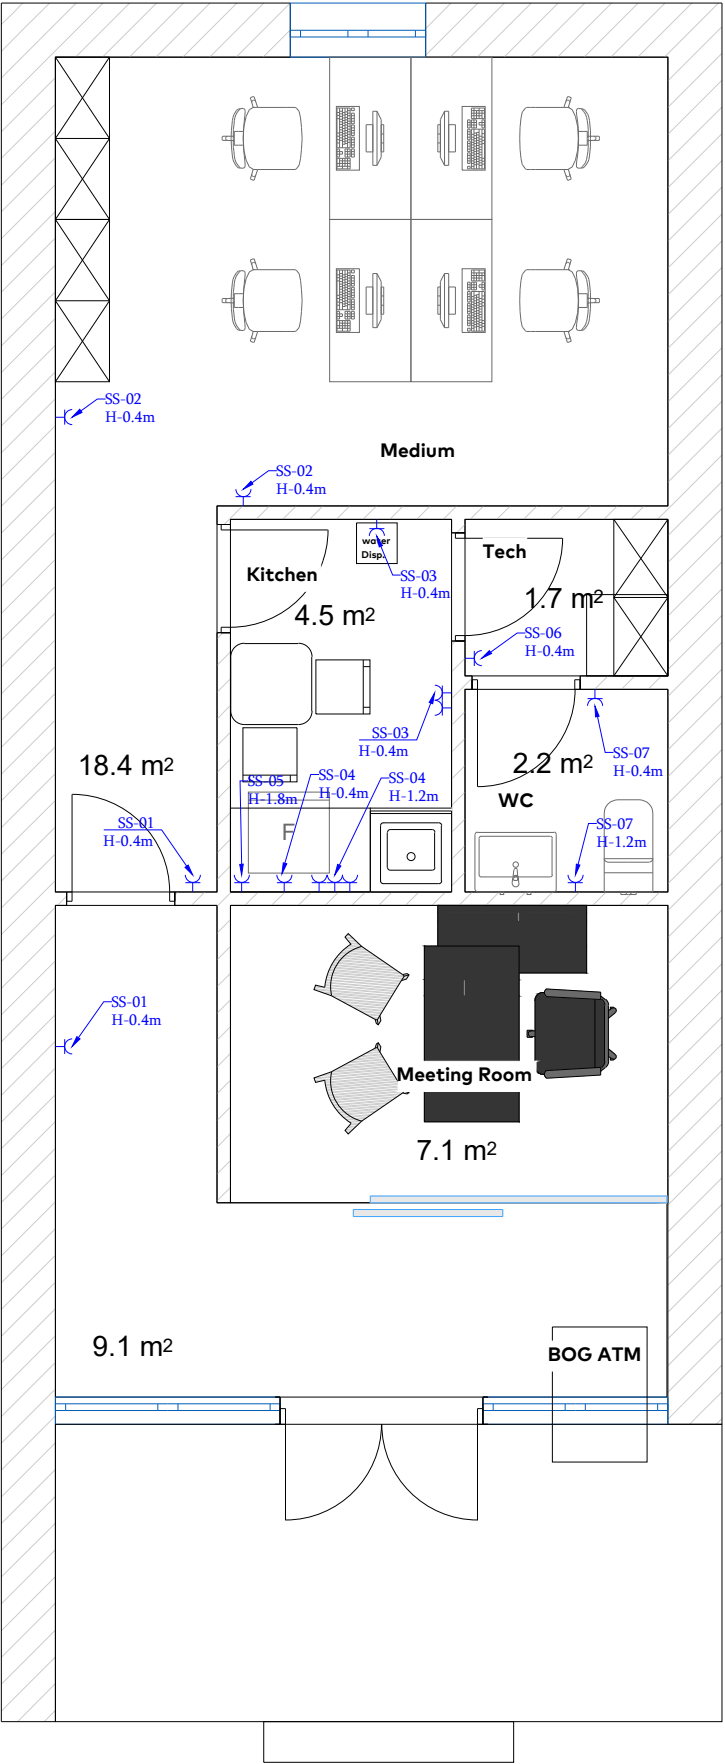 SS-02
H-0.4m
Medium
SS-02
H-0.4m
water
Disp.
Tech
Kitchen
SS-03
H-0.4m
1.7 m²
4.5 m²
SS-06
H-0.4m
SS-03
H-0.4m
SS-07
H-0.4m
18.4 m²
2.2 m²
SS-05
H-1.8m
SS-04
H-0.4m
SS-04
H-1.2m
WC
SS-01
H-0.4m
F
SS-07
H-1.2m
SS-01
H-0.4m
Meeting Room
7.1 m²
9.1 m²
BOG ATM